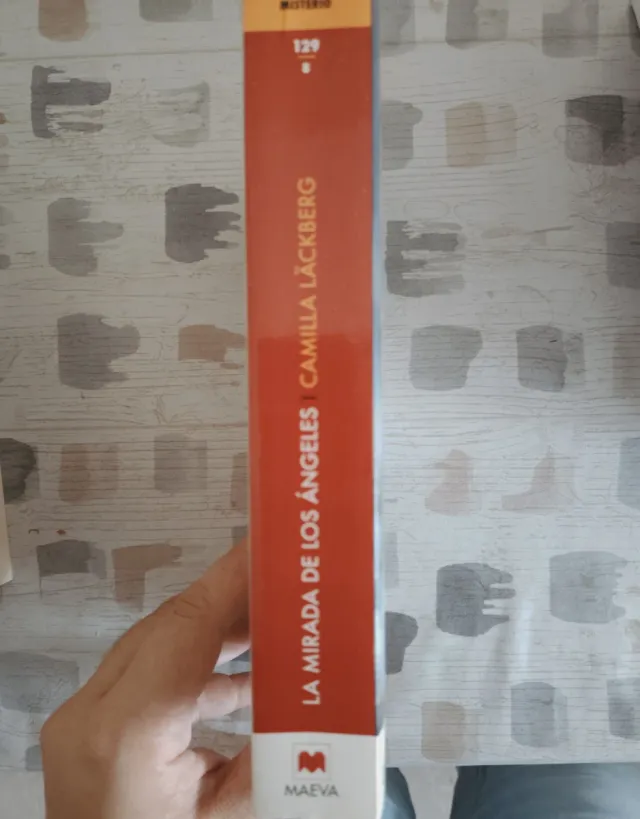 MISTERIO
129
8
LA MIRADA DE LOS ÁNGELES | CAMILLA LÄCKBERG
MAEVA